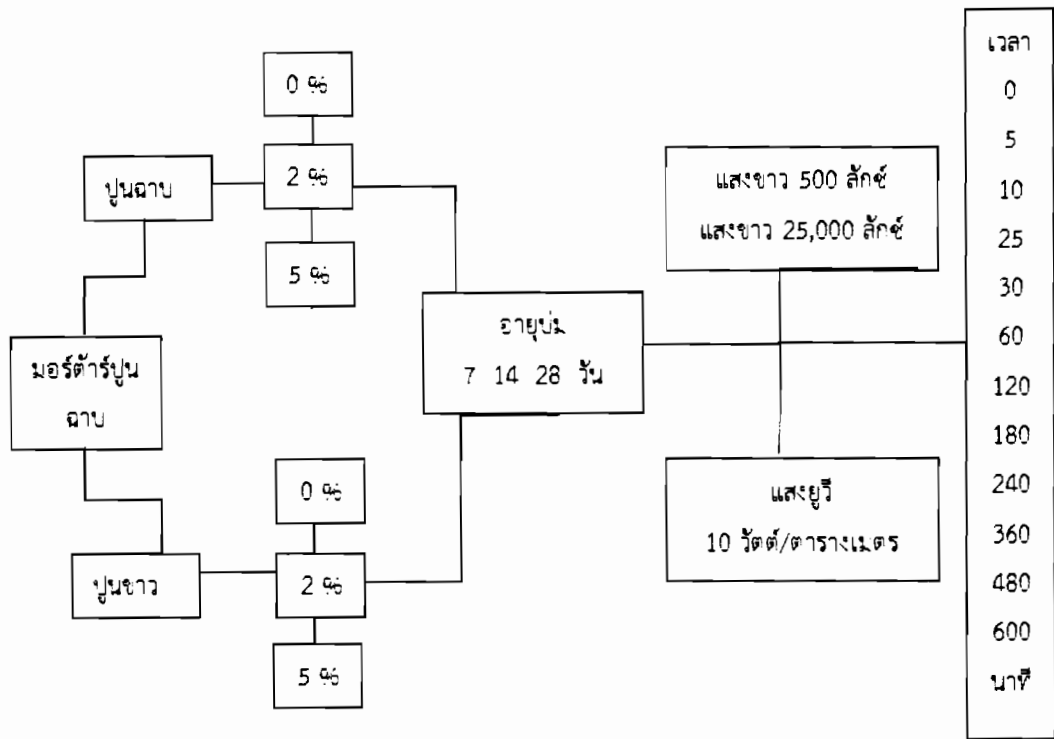 มอร์ต้าร์ปูน
ฉาบ
ปูนฉาบ
0 %
2 %
5 %
ปูนขาว
0 %
2 %
5 %
อายุบ่ม
7 14 28 วัน
แสงขาว 500 ลักซ์
แสงขาว 25,000 ลักซ์
แสงยูวี
10 วัตต์/ตารางเมตร
เวลา
0
5
10
25
30
60
120
180
240
360
480
600
นาที